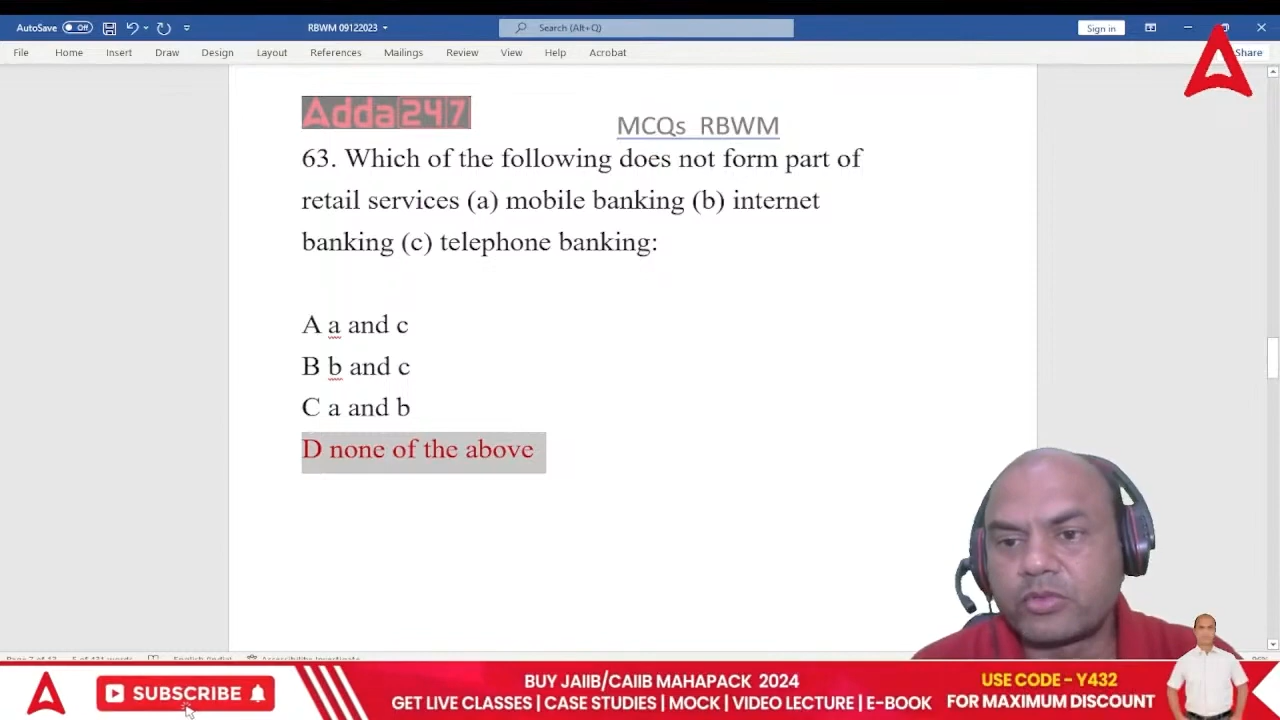 AutoSave Off RBWM 09122023 Search (Alt+Q) Sign in
File Home Insert Draw Design Layout References Mailings Review View Help Acrobat Share
Adda247
MCQs RBWM
63. Which of the following does not form part of
retail services (a) mobile banking (b) internet
banking (c) telephone banking:
A a and c
B b and c
C a and b
D none of the above
SUBSCRIBE
BUY JAIIB/CAIIB MAHAPACK 2024
GET LIVE CLASSES | CASE STUDIES | MOCK | VIDEO LECTURE | E-BOOK
USE CODE - Y432
FOR MAXIMUM DISCOUNT